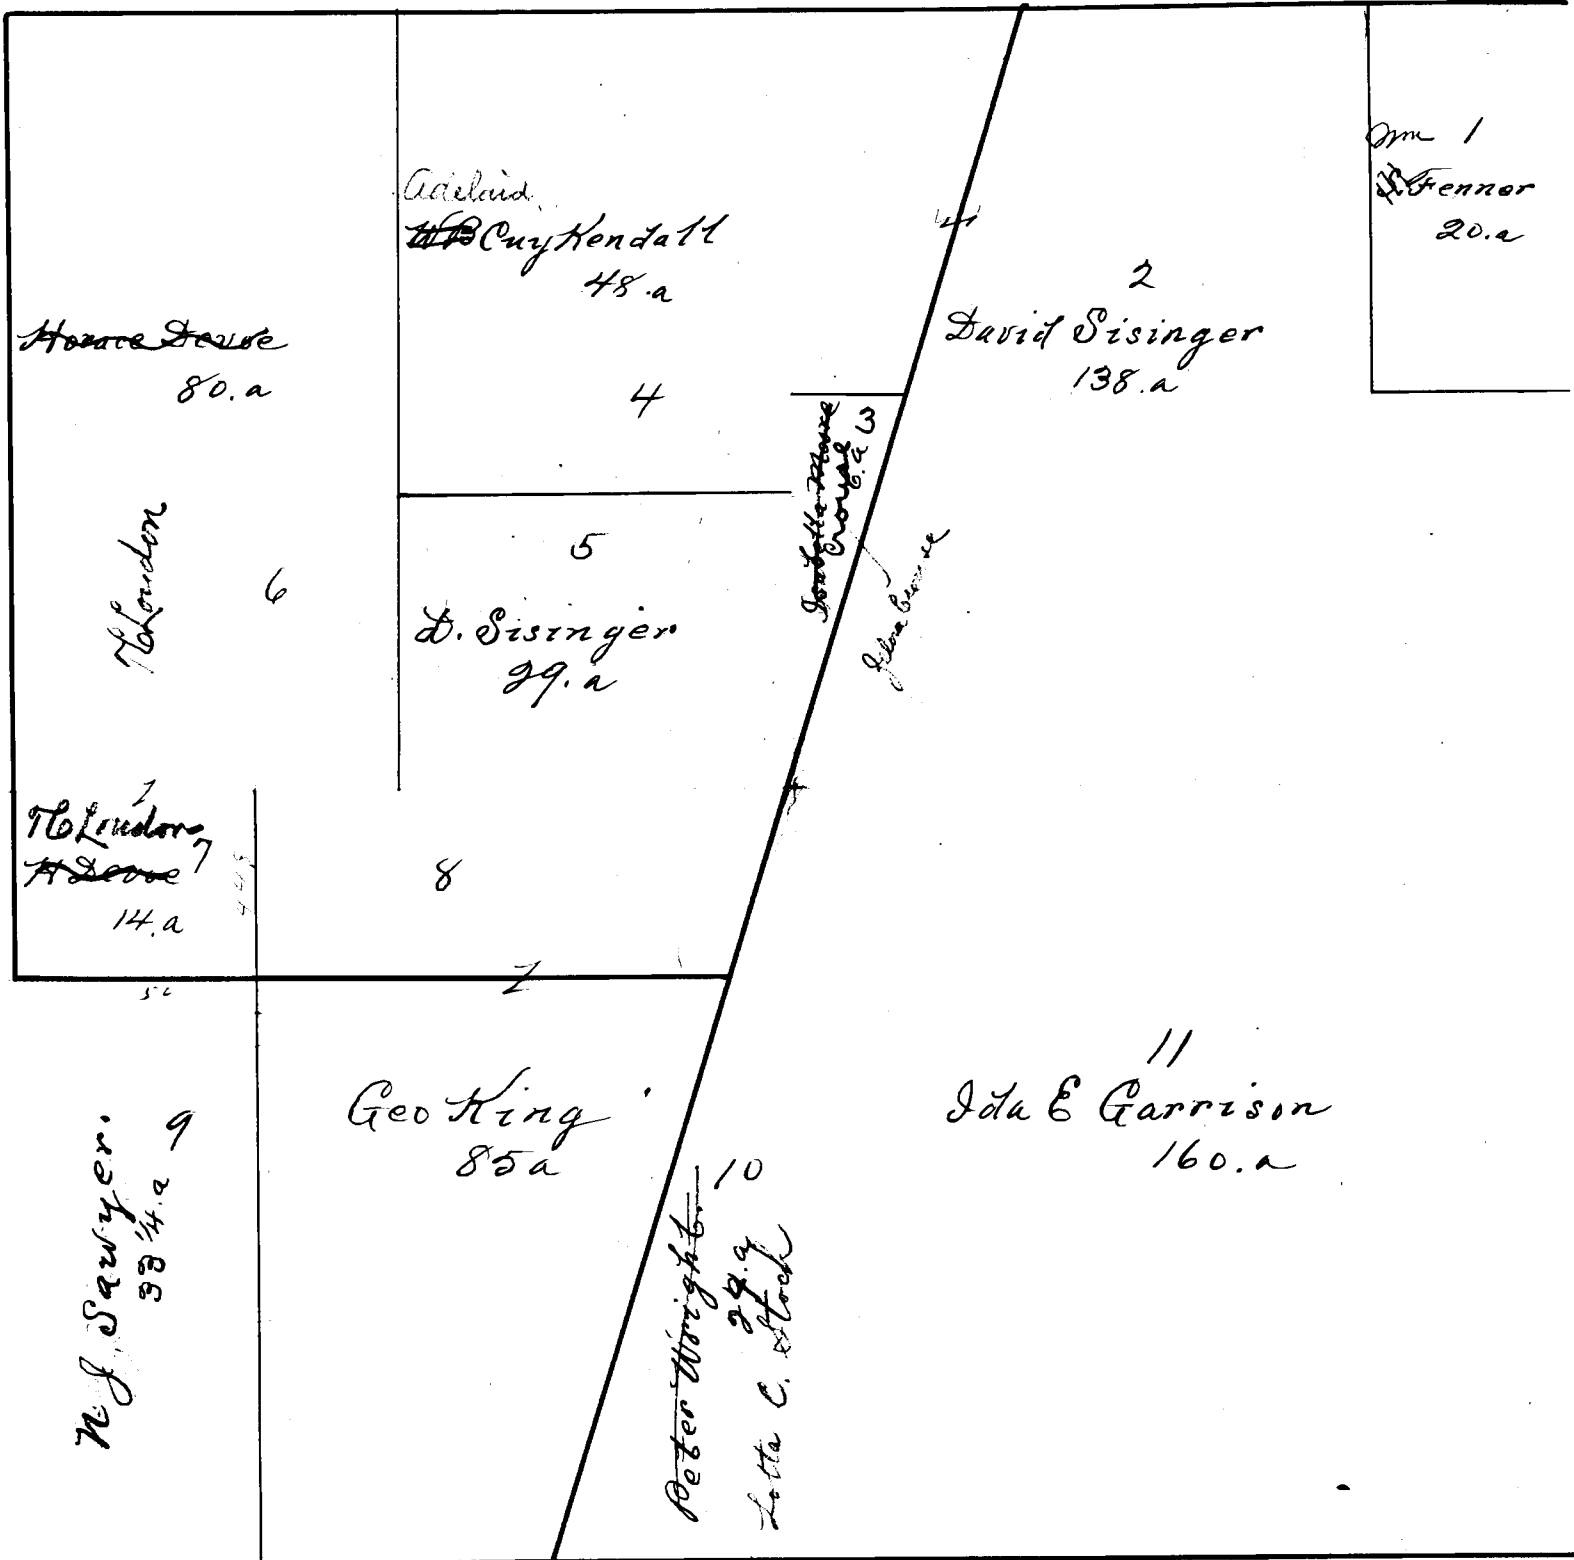 Adelaid
W B CuyKendall
48.a
4
Horace Devoe
80.a
6
5
D. Sisinger
29.a
Wm 1
Fenner
20.a
2
David Sisinger
138.a
3
6.a
Crouse
7
H Devoe
14.a
8
Geo King
85a
N. J. Sawyer.
33 1/4.a
9
10
Peter Wright
29.a
Lotta C. Stock
11
Ida E Garrison
160.a